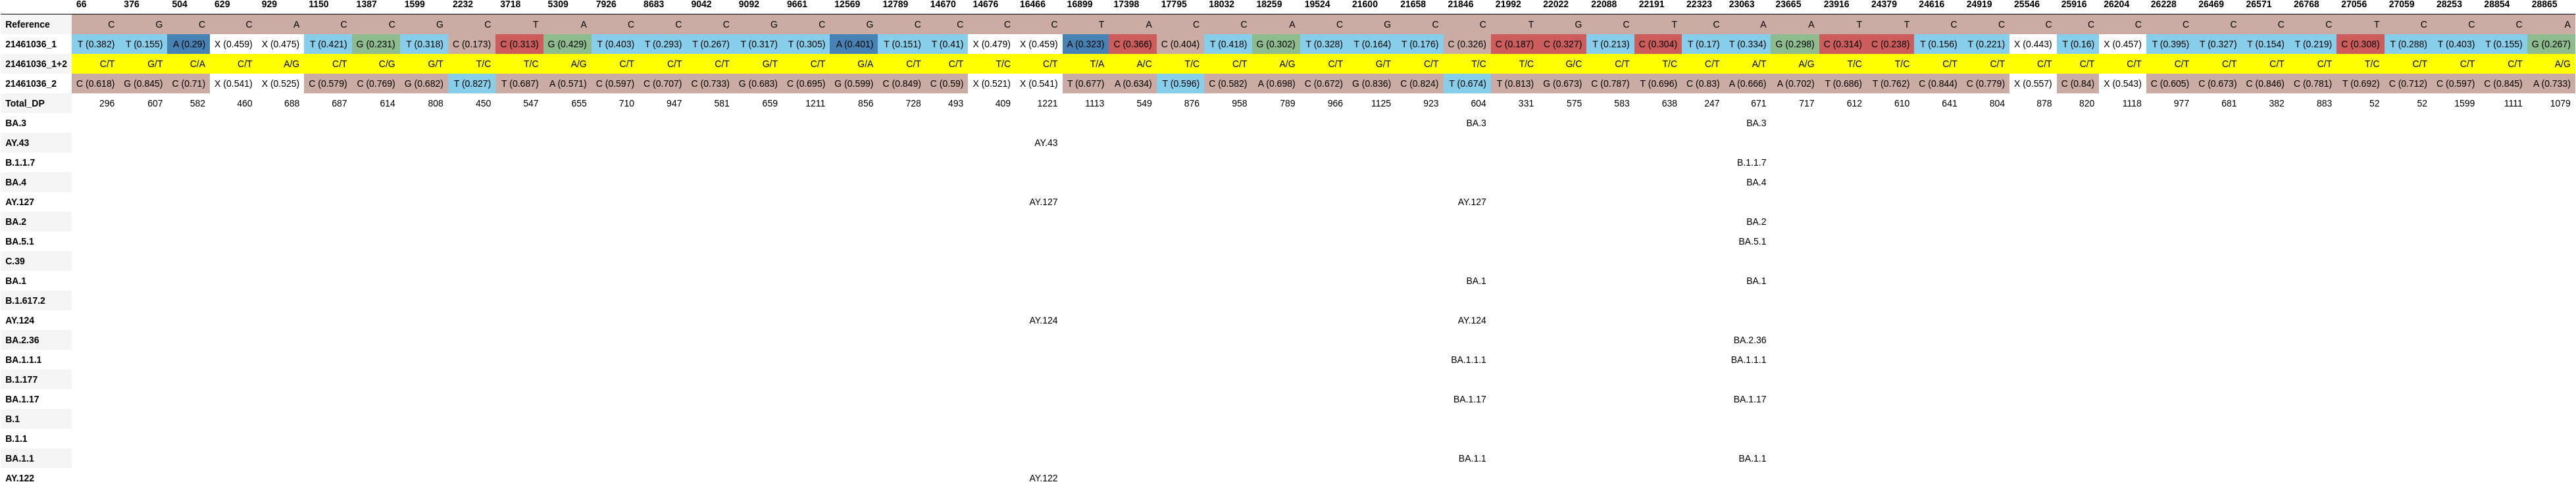 66 376 504 629 929 1150 1387 1599 2232 3718 5309 7926 8683 9042 9092 9661 12569 12789 14670 14676 16466 16899 17398 17795 18032 18259 19524 21600 21658 21846 21992 22022 22088 22191 22323 23063 23665 23916 24379 24616 24919 25546 25916 26204 26228 26469 26571 26768 27056 27059 28253 28854 28865
Reference C G C C A C C G C T A C C C G C G C C C C T A C C A C G C C T G C T C A A T T C C C C C C C C C T C C C A
21461036_1 T (0.382) T (0.155) A (0.29) X (0.459) X (0.475) T (0.421) G (0.231) T (0.318) C (0.173) C (0.313) G (0.429) T (0.403) T (0.293) T (0.267) T (0.317) T (0.305) A (0.401) T (0.151) T (0.41) X (0.479) X (0.459) A (0.323) C (0.366) C (0.404) T (0.418) G (0.302) T (0.328) T (0.164) T (0.176) C (0.326) C (0.187) C (0.327) T (0.213) C (0.304) T (0.17) T (0.334) G (0.298) C (0.314) C (0.238) T (0.156) T (0.221) X (0.443) T (0.16) X (0.457) T (0.395) T (0.327) T (0.154) T (0.219) C (0.308) T (0.288) T (0.403) T (0.155) G (0.267)
21461036_1+2 C/T G/T C/A C/T A/G C/T C/G G/T T/C T/C A/G C/T C/T C/T G/T C/T G/A C/T C/T C/T C/T T/A A/C T/C C/T A/G C/T G/T C/T T/C T/C G/C C/T T/C C/T A/T A/G T/C T/C C/T C/T C/T C/T C/T C/T C/T C/T C/T T/C C/T C/T C/T A/G
21461036_2 C (0.618) G (0.845) C (0.71) X (0.541) X (0.525) C (0.579) C (0.769) G (0.682) T (0.827) T (0.687) A (0.571) C (0.597) C (0.707) C (0.733) G (0.683) C (0.695) G (0.599) C (0.849) C (0.59) X (0.521) X (0.541) T (0.677) A (0.634) T (0.596) C (0.582) A (0.698) C (0.672) G (0.836) C (0.824) T (0.674) T (0.813) G (0.673) C (0.787) T (0.696) C (0.83) A (0.666) A (0.702) T (0.686) T (0.762) C (0.844) C (0.779) X (0.557) C (0.84) X (0.543) C (0.605) C (0.673) C (0.846) C (0.781) T (0.692) C (0.712) C (0.597) C (0.845) A (0.733)
Total_DP 296 607 582 460 688 687 614 808 450 547 655 710 947 581 659 1211 856 728 493 409 1221 1113 549 876 958 789 966 1125 923 604 331 575 583 638 247 671 717 612 610 641 804 878 820 1118 977 681 382 883 52 52 1599 1111 1079
BA.3 BA.3 BA.3
AY.43 AY.43
B.1.1.7 B.1.1.7
BA.4 BA.4
AY.127 AY.127 AY.127
BA.2 BA.2
BA.5.1 BA.5.1
C.39
BA.1 BA.1 BA.1
B.1.617.2
AY.124 AY.124 AY.124
BA.2.36 BA.2.36
BA.1.1.1 BA.1.1.1 BA.1.1.1
B.1.177
BA.1.17 BA.1.17 BA.1.17
B.1
B.1.1
BA.1.1 BA.1.1 BA.1.1
AY.122 AY.122